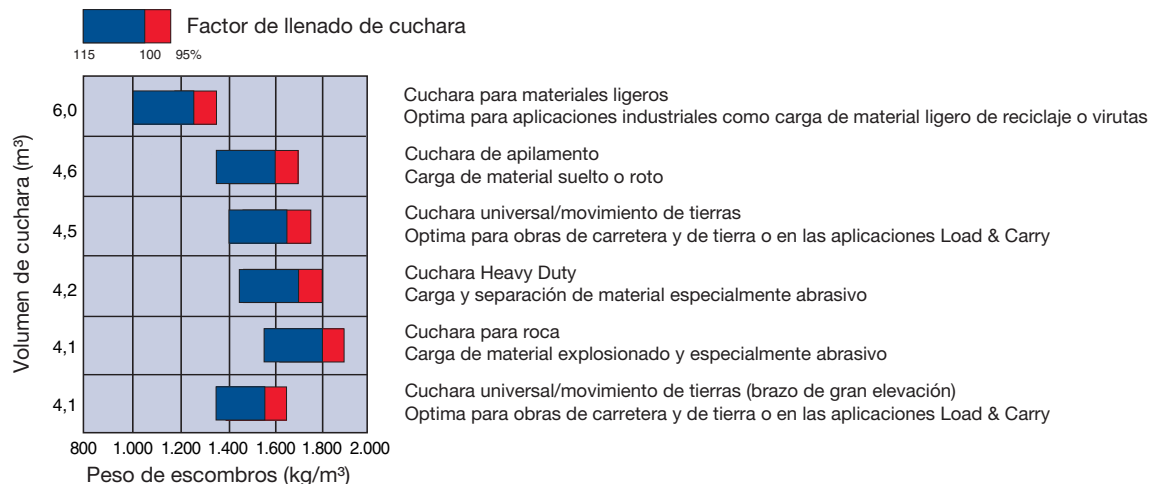 Factor de llenado de cuchara
115 100 95%
Volumen de cuchara (m³)
6,0
Cuchara para materiales ligeros
Optima para aplicaciones industriales como carga de material ligero de reciclaje o virutas
4,6
Cuchara de apilamento
Carga de material suelto o roto
4,5
Cuchara universal/movimiento de tierras
Optima para obras de carretera y de tierra o en las aplicaciones Load & Carry
4,2
Cuchara Heavy Duty
Carga y separación de material especialmente abrasivo
4,1
Cuchara para roca
Carga de material explosionado y especialmente abrasivo
4,1
Cuchara universal/movimiento de tierras (brazo de gran elevación)
Optima para obras de carretera y de tierra o en las aplicaciones Load & Carry
800 1.000 1.200 1.400 1.600 1.800 2.000
Peso de escombros (kg/m³)